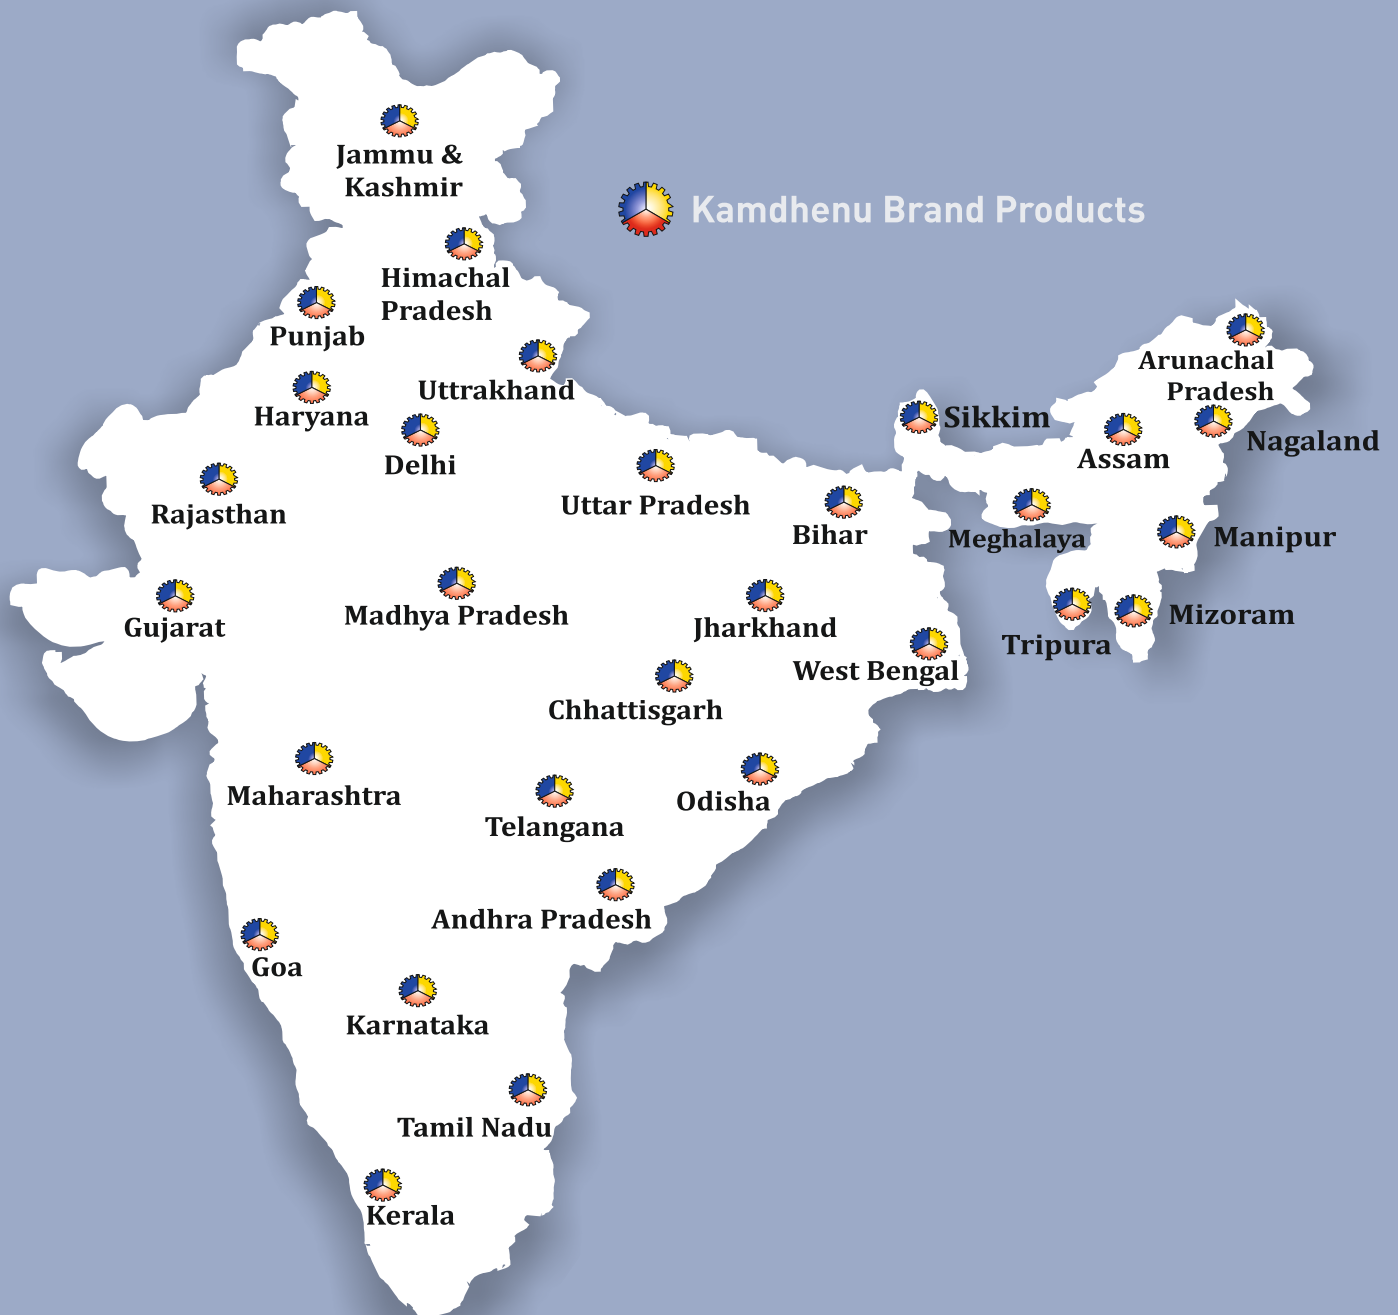 Jammu &
Kashmir
Kamdhenu Brand Products
Himachal
Pradesh
Punjab
Uttrakhand
Haryana
Delhi
Rajasthan
Uttar Pradesh
Bihar
Sikkim
Arunachal
Pradesh
Nagaland
Assam
Meghalaya
Manipur
Gujarat
Madhya Pradesh
Jharkhand
Mizoram
Tripura
West Bengal
Chhattisgarh
Maharashtra
Odisha
Telangana
Andhra Pradesh
Goa
Karnataka
Tamil Nadu
Kerala